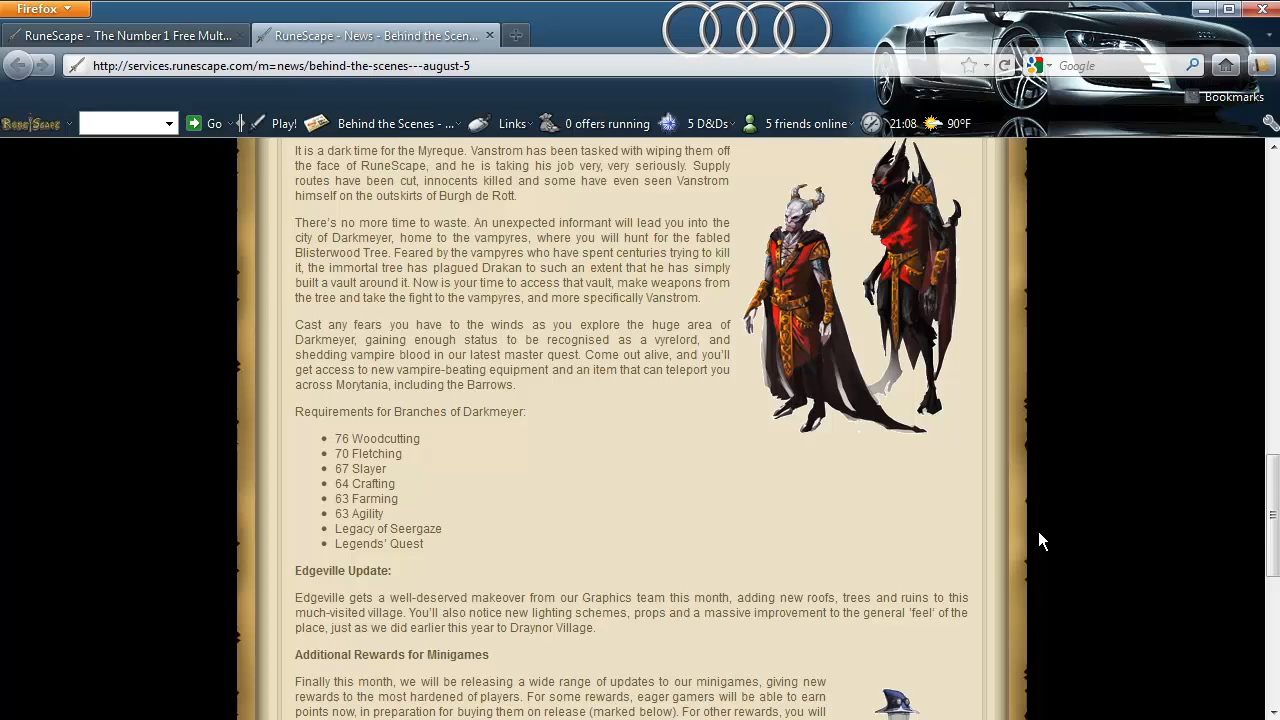 Firefox
RuneScape - The Number 1 Free Mult...
RuneScape - News - Behind the Scen...
http://services.runescape.com/m=news/behind-the-scenes---august-5
Google
Bookmarks
RuneScape
Go
Play!
Behind the Scenes - ...
Links
0 offers running
5 D&Ds
5 friends online
21:08
90°F
It is a dark time for the Myreque. Vanstrom has been tasked with wiping them off
the face of RuneScape, and he is taking his job very, very seriously. Supply
routes have been cut, innocents killed and some have even seen Vanstrom
himself on the outskirts of Burgh de Rott.
There's no more time to waste. An unexpected informant will lead you into the
city of Darkmeyer, home to the vampyres, where you will hunt for the fabled
Blisterwood Tree. Feared by the vampyres who have spent centuries trying to kill
it, the immortal tree has plagued Drakan to such an extent that he has simply
built a vault around it. Now is your time to access that vault, make weapons from
the tree and take the fight to the vampyres, and more specifically Vanstrom.
Cast any fears you have to the winds as you explore the huge area of
Darkmeyer, gaining enough status to be recognised as a vyrelord, and
shedding vampire blood in our latest master quest. Come out alive, and you'll
get access to new vampire-beating equipment and an item that can teleport you
across Morytania, including the Barrows.
Requirements for Branches of Darkmeyer:
• 76 Woodcutting
• 70 Fletching
• 67 Slayer
• 64 Crafting
• 63 Farming
• 63 Agility
• Legacy of Seergaze
• Legends' Quest
Edgeville Update:
Edgeville gets a well-deserved makeover from our Graphics team this month, adding new roofs, trees and ruins to this
much-visited village. You'll also notice new lighting schemes, props and a massive improvement to the general 'feel' of the
place, just as we did earlier this year to Draynor Village.
Additional Rewards for Minigames
Finally this month, we will be releasing a wide range of updates to our minigames, giving new
rewards to the most hardened of players. For some rewards, eager gamers will be able to earn
points now, in preparation for buying them on release (marked below). For other rewards, you will